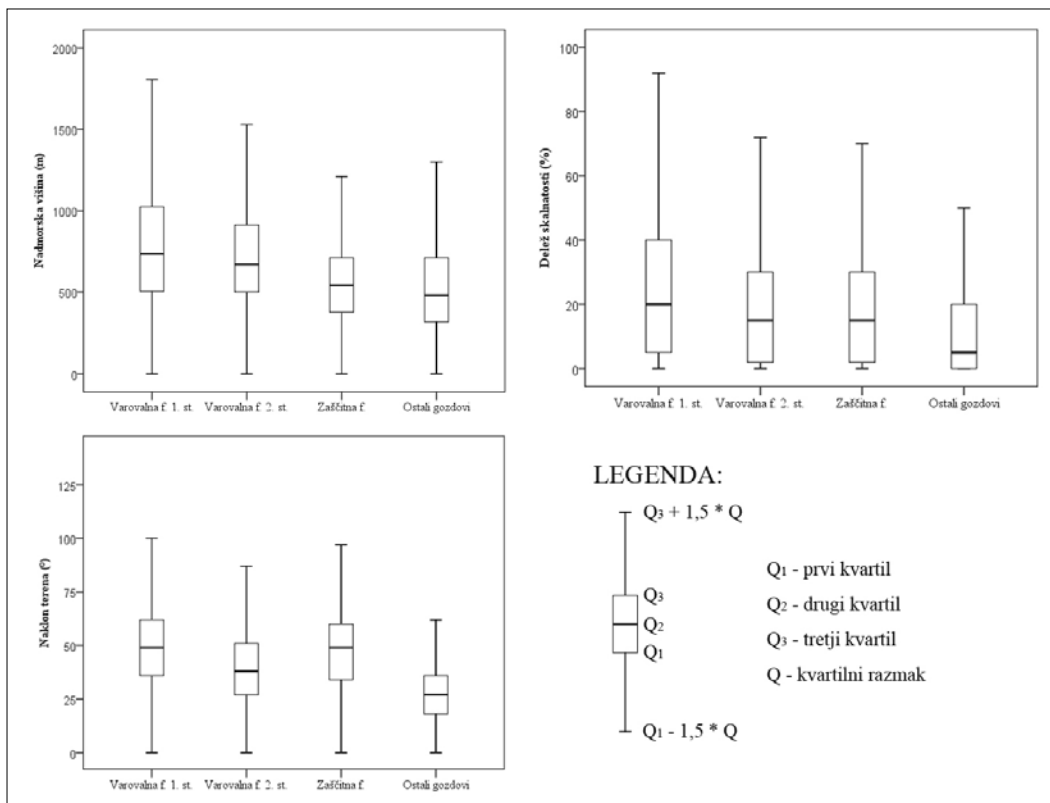 Nadmorska višina (m)
2000
1500
1000
500
0
Varovalna f. 1. st.
Varovalna f. 2. st.
Zaščitna f.
Ostali gozdovi
Delež skalnatosti (%)
100
80
60
40
20
0
Varovalna f. 1. st.
Varovalna f. 2. st.
Zaščitna f.
Ostali gozdovi
Naklon terena (º)
125
100
75
50
25
0
Varovalna f. 1. st.
Varovalna f. 2. st.
Zaščitna f.
Ostali gozdovi
LEGENDA:
Q3 + 1,5 * Q
Q3
Q2
Q1
Q1 - 1,5 * Q
Q1 - prvi kvartil
Q2 - drugi kvartil
Q3 - tretji kvartil
Q - kvartilni razmak